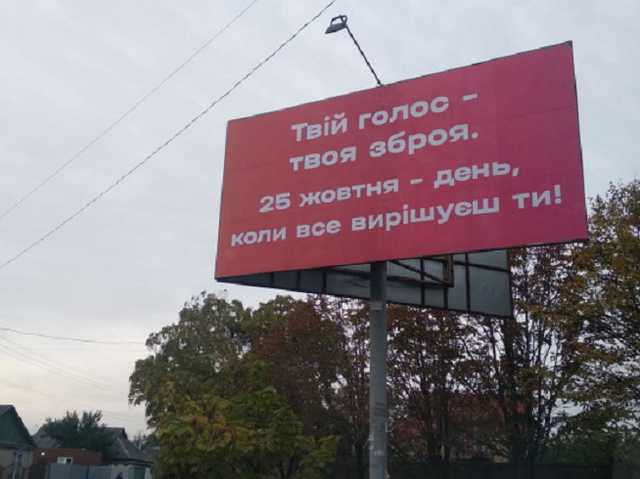 Твій голос –
твоя зброя.
25 жовтня – день,
коли все вирішуєш ти!